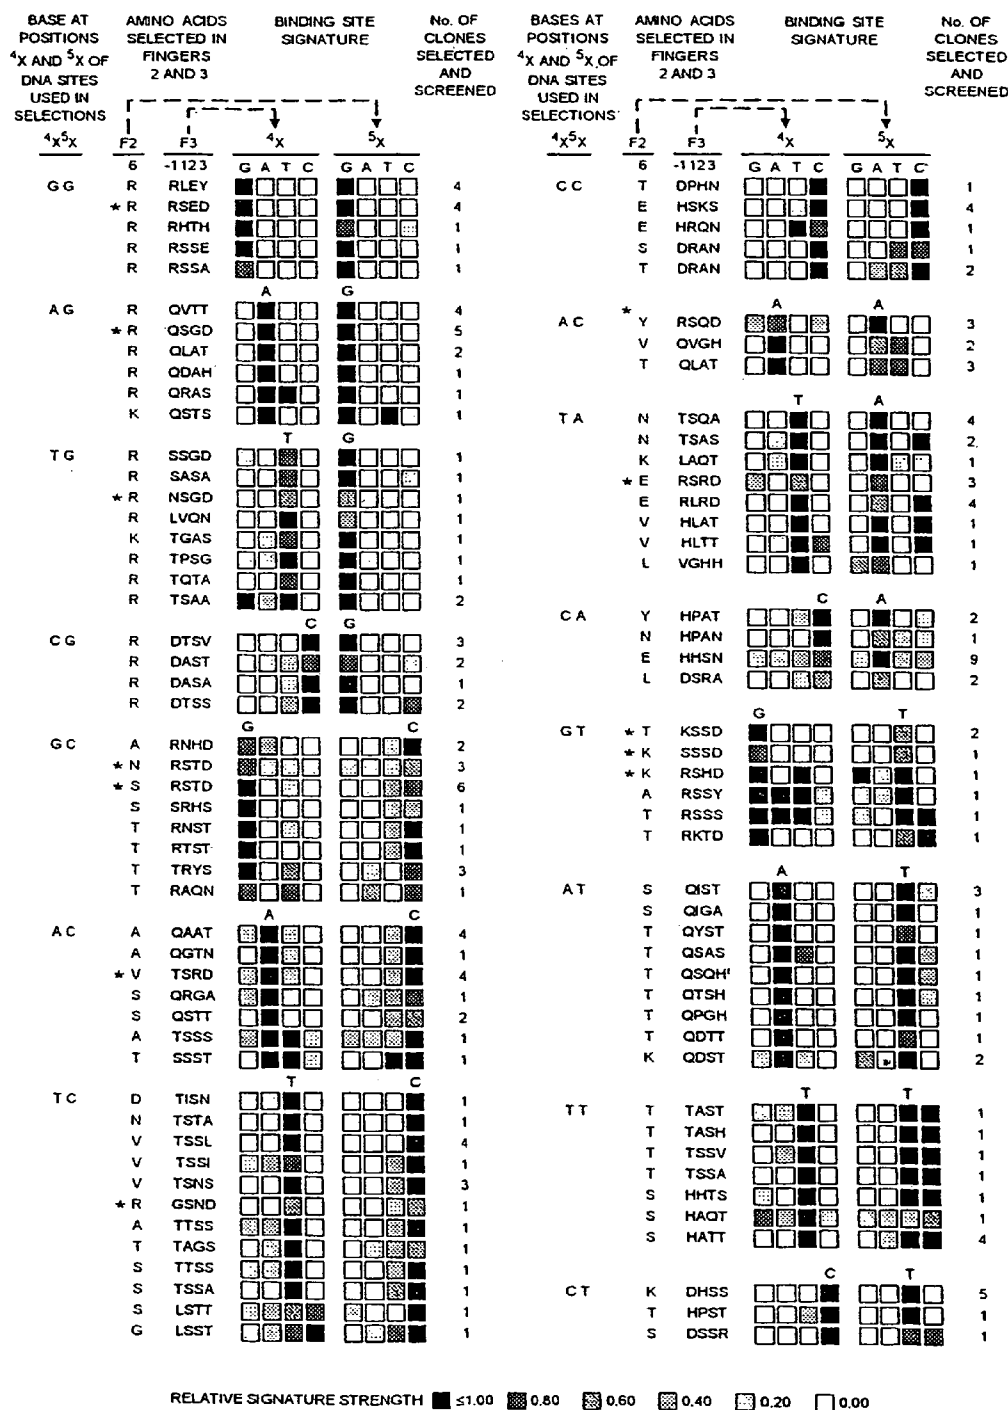 BASE AT POSITIONS 4X AND 5X OF DNA SITES USED IN SELECTIONS
AMINO ACIDS SELECTED IN FINGERS 2 AND 3
BINDING SITE SIGNATURE
No. OF CLONES SELECTED AND SCREENED
4X5X F2 F3 4X 5X
6 -1123 G A T C G A T C
GG R RLEY 4
* R RSED 4
R RHTH 1
R RSSE 1
R RSSA 1
A G
AG R QVTT 4
* R QSGD 5
R QLAT 2
R QDAH 1
R QRAS 1
K QSTS 1
T G
TG R SSGD 1
R SASA 1
* R NSGD 1
R LVQN 1
K TGAS 1
R TPSG 1
R TQTA 1
R TSAA 2
C G
CG R DTSV 3
R DAST 2
R DASA 1
R DTSS 2
G C
GC A RNHD 2
* N RSTD 3
* S RSTD 6
S SRHS 1
T RNST 1
T RTST 1
T TRYS 3
T RAQN 1
A C
AC A QAAT 4
A QGTN 1
* V TSRD 4
S QRGA 1
S QSTT 2
A TSSS 1
T SSST 1
T C
TC D TISN 1
N TSTA 1
V TSSL 4
V TSSI 1
V TSNS 3
* R GSND 1
A TTSS 1
T TAGS 1
S TTSS 1
S TSSA 1
S LSTT 1
G LSST 1
BASES AT POSITIONS 4X AND 5X OF DNA SITES USED IN SELECTIONS
AMINO ACIDS SELECTED IN FINGERS 2 AND 3
BINDING SITE SIGNATURE
No. OF CLONES SELECTED AND SCREENED
4X5X F2 F3 4X 5X
6 -1123 G A T C G A T C
CC T DPHN 1
E HSKS 4
E HRQN 1
S DRAN 1
T DRAN 2
* A A
AC Y RSQD 3
V QVGH 2
T QLAT 3
T A
TA N TSQA 4
N TSAS 2
K LAQT 1
* E RSRD 3
E RLRD 4
V HLAT 1
V HLTT 1
L VGHH 1
C A
CA Y HPAT 2
N HPAN 1
E HHSN 9
L DSRA 2
G T
GT * T KSSD 2
* K SSSD 1
* K RSHD 1
A RSSY 1
T RSSS 1
T RKTD 1
A T
AT S QIST 3
S QIGA 1
T QYST 1
T QSAS 1
T QSQH 1
T QTSH 1
T QPGH 1
T QDTT 1
K QDST 2
T T
TT T TAST 1
T TASH 1
T TSSV 1
T TSSA 1
S HHTS 1
S HAQT 1
S HATT 4
C T
CT K DHSS 5
T HPST 1
S DSSR 1
RELATIVE SIGNATURE STRENGTH ≤1.00 0.80 0.60 0.40 0.20 0.00